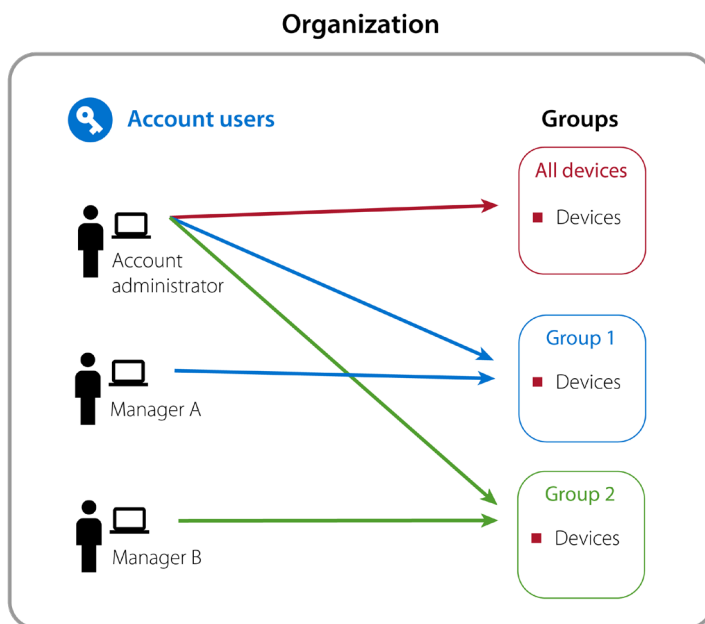 Organization
Account users
Groups
All devices
Devices
Account
administrator
Group 1
Devices
Manager A
Group 2
Devices
Manager B